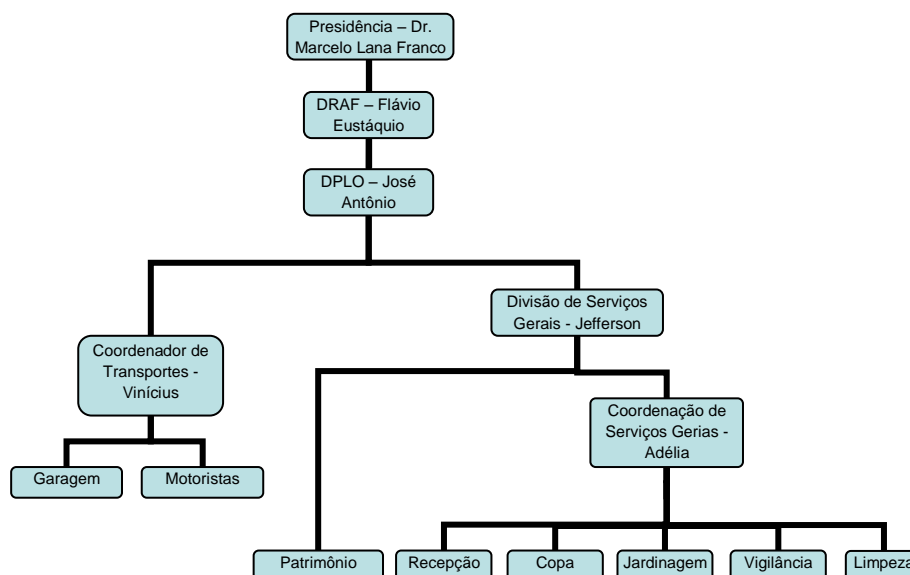 Presidência – Dr.
Marcelo Lana Franco
DRAF – Flávio
Eustáquio
DPLO – José
Antônio
Divisão de Serviços
Gerais - Jefferson
Coordenador de
Transportes -
Vinícius
Coordenação de
Serviços Gerias -
Adélia
Garagem
Motoristas
Patrimônio
Recepção
Copa
Jardinagem
Vigilância
Limpeza